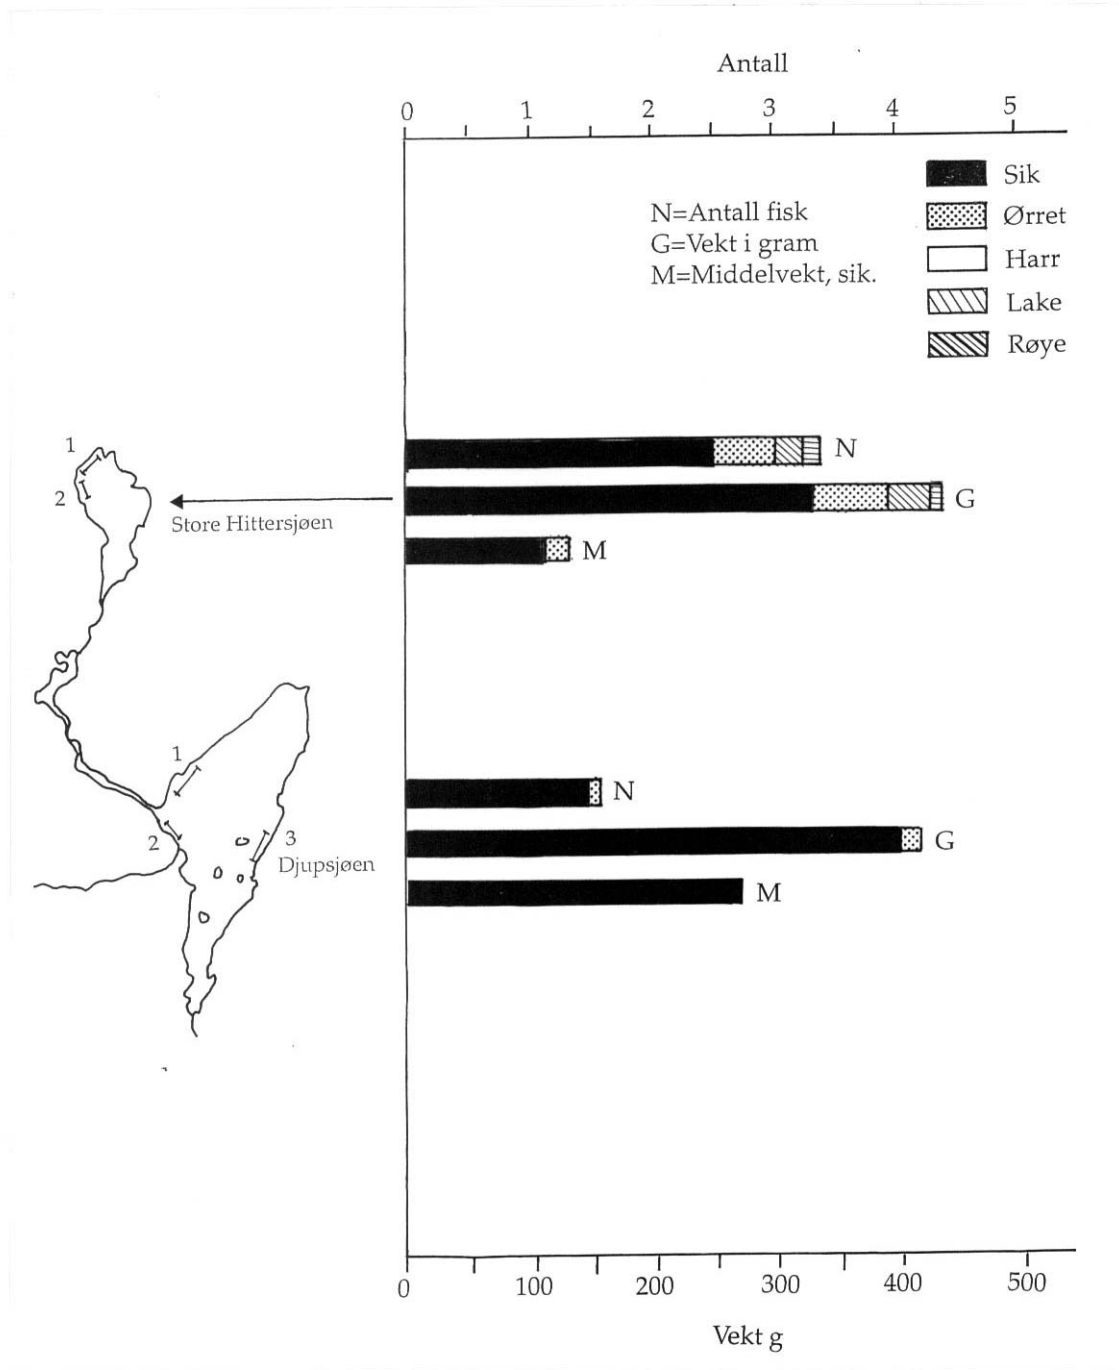 Antall
0 1 2 3 4 5
Sik
Ørret
Harr
Lake
Røye
N=Antall fisk
G=Vekt i gram
M=Middelvekt, sik.
1
2
Store Hittersjøen
N
G
M
1
2
3
Djupsjøen
N
G
M
0 100 200 300 400 500
Vekt g